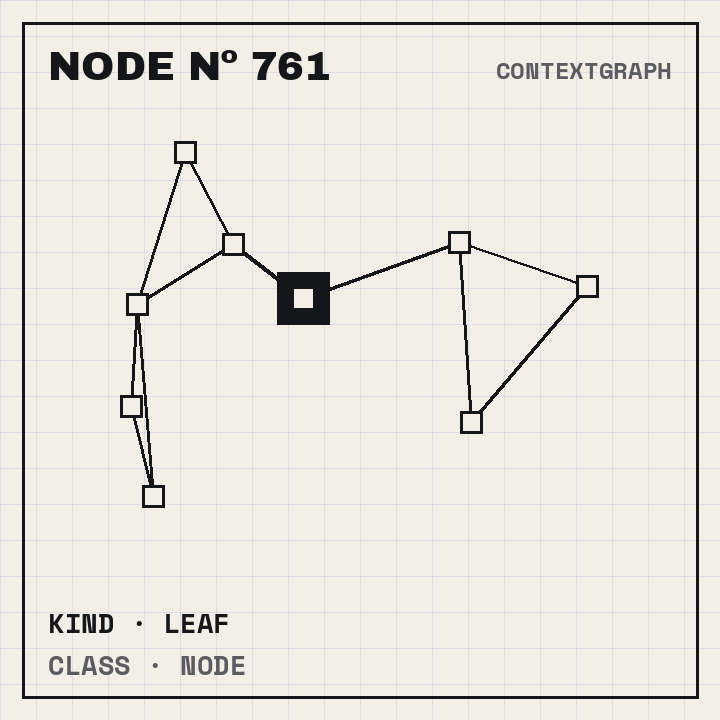 NODE Nº 761
CONTEXTGRAPH
KIND · LEAF
CLASS · NODE